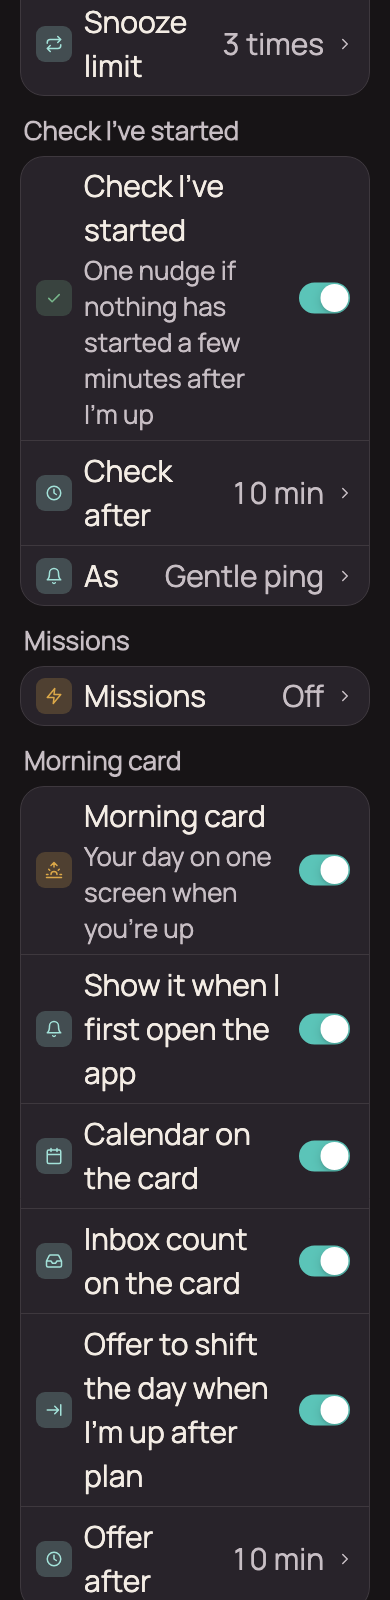 Snooze
limit
3 times
Check I've started
Check I've
started
One nudge if
nothing has
started a few
minutes after
I'm up
Check
after
10 min
As
Gentle ping
Missions
Missions
Off
Morning card
Morning card
Your day on one
screen when
you're up
Show it when I
first open the
app
Calendar on
the card
Inbox count
on the card
Offer to shift
the day when
I'm up after
plan
Offer
after
10 min